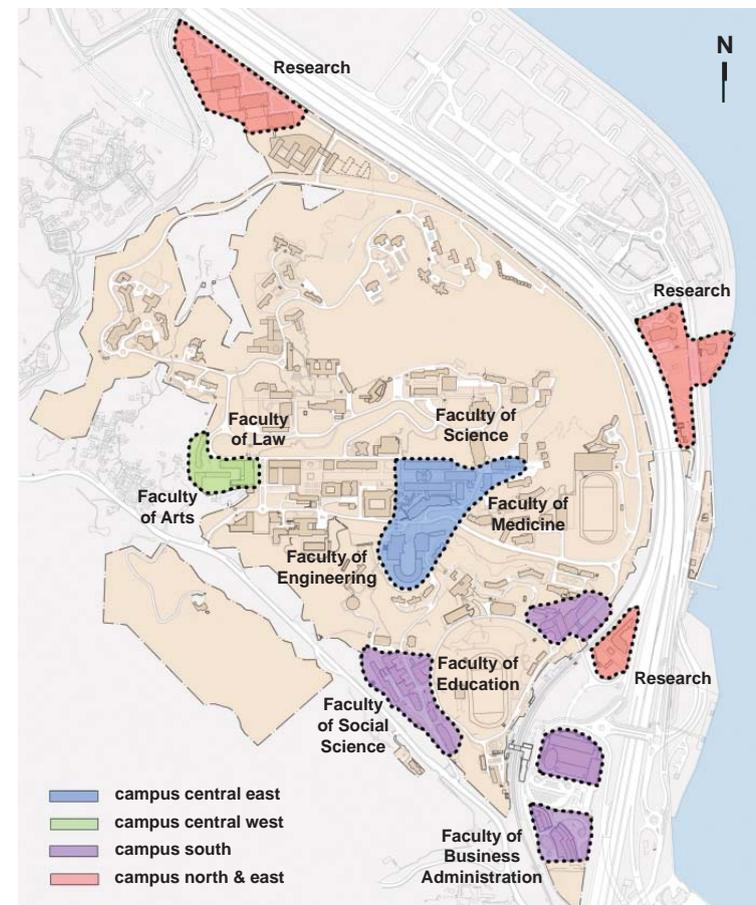 N
Research
Research
Faculty
of Law
Faculty of
Science
Faculty
of Arts
Faculty of
Medicine
Faculty of
Engineering
Faculty of
Education
Research
Faculty
of Social
Science
campus central east
campus central west
campus south
campus north & east
Faculty of
Business
Administration